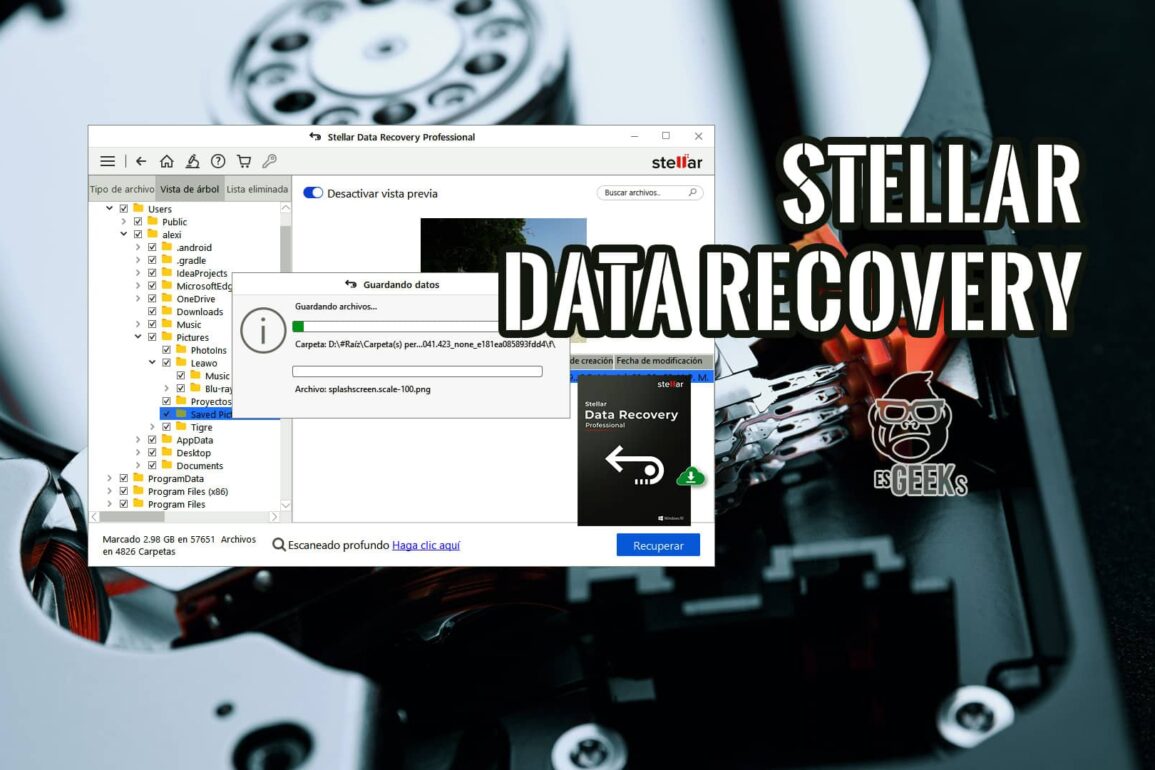 Stellar Data Recovery Professional
stellar
Tipo de archivo Vista de árbol Lista eliminada
Desactivar vista previa
Buscar archivos..
Users
Public
alexi
.android
.gradle
IdeaProjects
MicrosoftEdg
OneDrive
Downloads
Music
Pictures
PhotoIns
Leawo
Music
Blu-ray
Proyectos
Saved Pic
Tigre
AppData
Desktop
Documents
ProgramData
Program Files (x86)
Program Files
Guardando datos
Guardando archivos...
Carpeta: D:\#Raíz\Carpeta(s) per...041.423_none_e181ea085893fdd4\f\
Archivo: splashscreen.scale-100.png
de creación Fecha de modificación
P. M.
stellar
Stellar
Data Recovery
Professional
Marcado 2.98 GB en 57651 Archivos
en 4826 Carpetas
Escaneado profundo Haga clic aquí
Recuperar
STELLAR
DATA RECOVERY
ESGEEKS